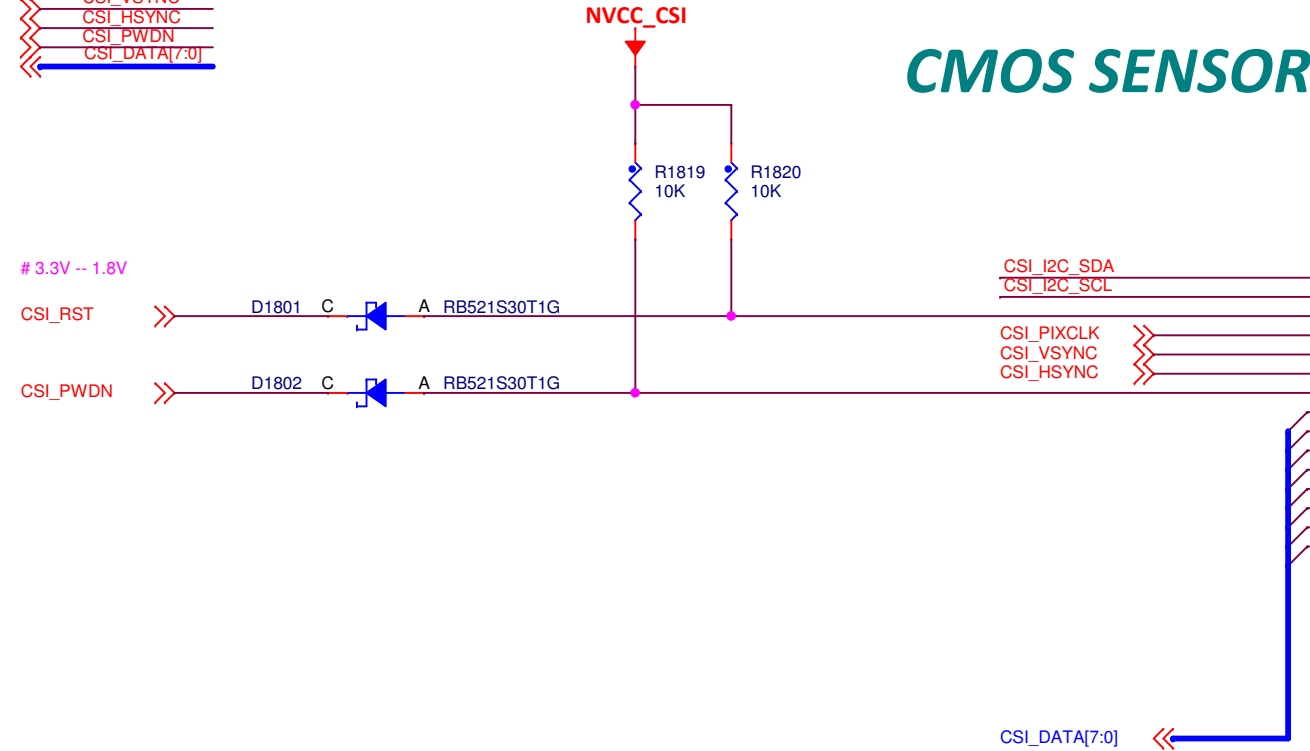 CSI_VSYNC
CSI_HSYNC
CSI_PWDN
CSI_DATA[7:0]
NVCC_CSI
CMOS SENSOR
R1819
10K
R1820
10K
# 3.3V -- 1.8V
CSI_RST
D1801 C A RB521S30T1G
CSI_PWDN
D1802 C A RB521S30T1G
CSI_I2C_SDA
CSI_I2C_SCL
CSI_PIXCLK
CSI_VSYNC
CSI_HSYNC
CSI_DATA[7:0]